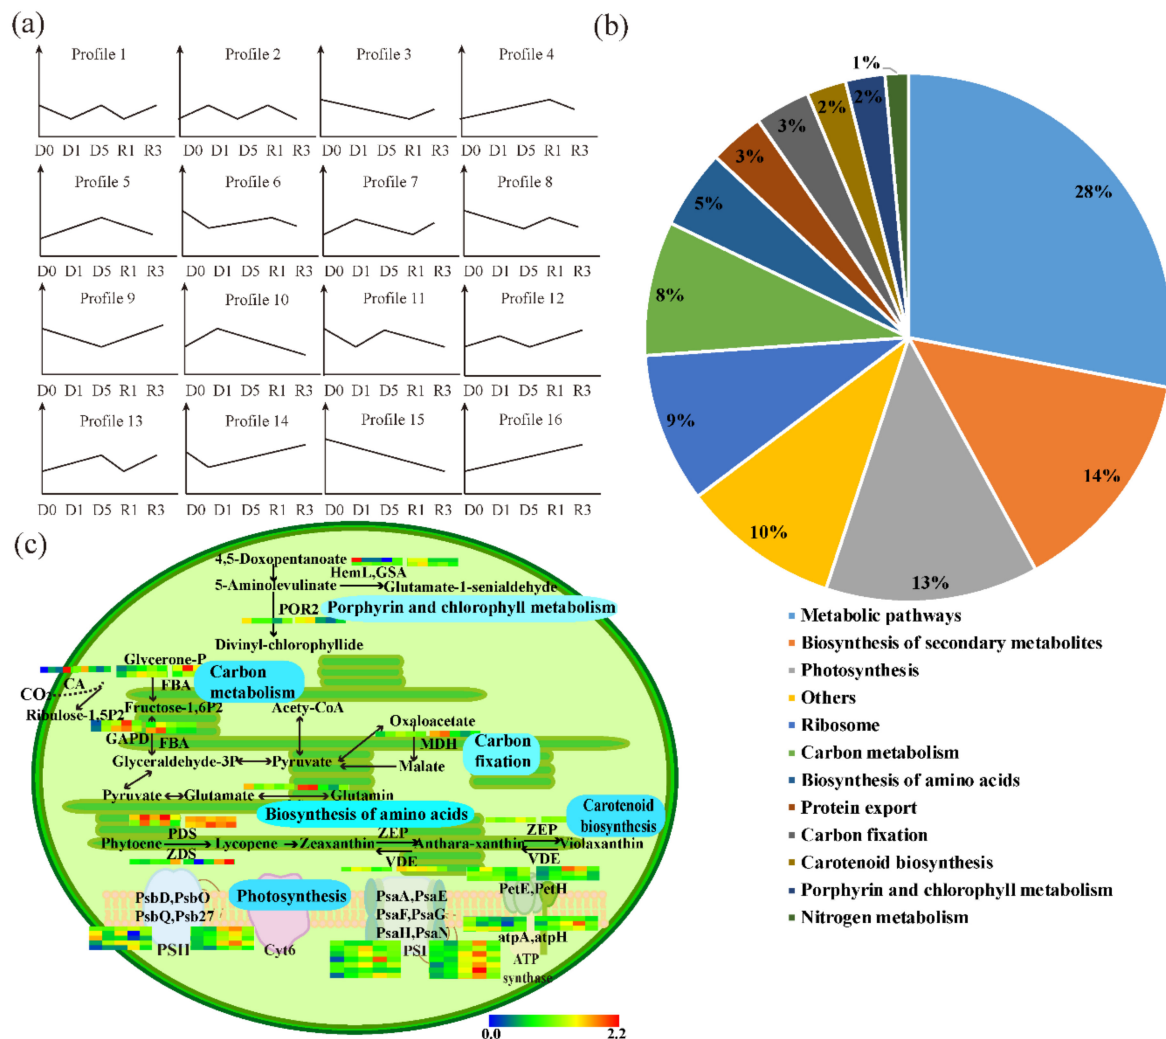 (a)
Profile 1
Profile 2
Profile 3
Profile 4
D0 D1 D5 R1 R3
D0 D1 D5 R1 R3
D0 D1 D5 R1 R3
D0 D1 D5 R1 R3
Profile 5
Profile 6
Profile 7
Profile 8
D0 D1 D5 R1 R3
D0 D1 D5 R1 R3
D0 D1 D5 R1 R3
D0 D1 D5 R1 R3
Profile 9
Profile 10
Profile 11
Profile 12
D0 D1 D5 R1 R3
D0 D1 D5 R1 R3
D0 D1 D5 R1 R3
D0 D1 D5 R1 R3
Profile 13
Profile 14
Profile 15
Profile 16
D0 D1 D5 R1 R3
D0 D1 D5 R1 R3
D0 D1 D5 R1 R3
D0 D1 D5 R1 R3
(b)
1%
2%
2%
3%
3%
5%
8%
9%
10%
13%
14%
28%
Metabolic pathways
Biosynthesis of secondary metabolites
Photosynthesis
Others
Ribosome
Carbon metabolism
Biosynthesis of amino acids
Protein export
Carbon fixation
Carotenoid biosynthesis
Porphyrin and chlorophyll metabolism
Nitrogen metabolism
(c)
4,5-Doxopentanoate
HemL,GSA
5-Aminolevulinate
Glutamate-1-senialdehyde
POR2
Porphyrin and chlorophyll metabolism
Divinyl-chlorophyllide
Glycerone-P
CA
FBA
Carbon
metabolism
CO
Fructose-1,6P2
Ribulose-1,5P2
Acety-CoA
Oxaloacetate
GAPD
FBA
MDH
Carbon
fixation
Glyceraldehyde-3P
Pyruvate
Malate
Pyruvate
Glutamate
Glutamin
Biosynthesis of amino acids
Carotenoid
biosynthesis
PDS
ZEP
ZEP
Phytoene
Lycopene
Zeaxanthin
Anthara-xanthin
Violaxanthin
ZDS
VDE
VDE
PsbD,PsbO
PsbQ,Psb27
PSII
Photosynthesis
Cyt6
PsaA,PsaE
PsaF,PsaG
PsaH,PsaN
PSI
PetE,PetH
atpA,atpH
ATP
synthase
0.0
2.2